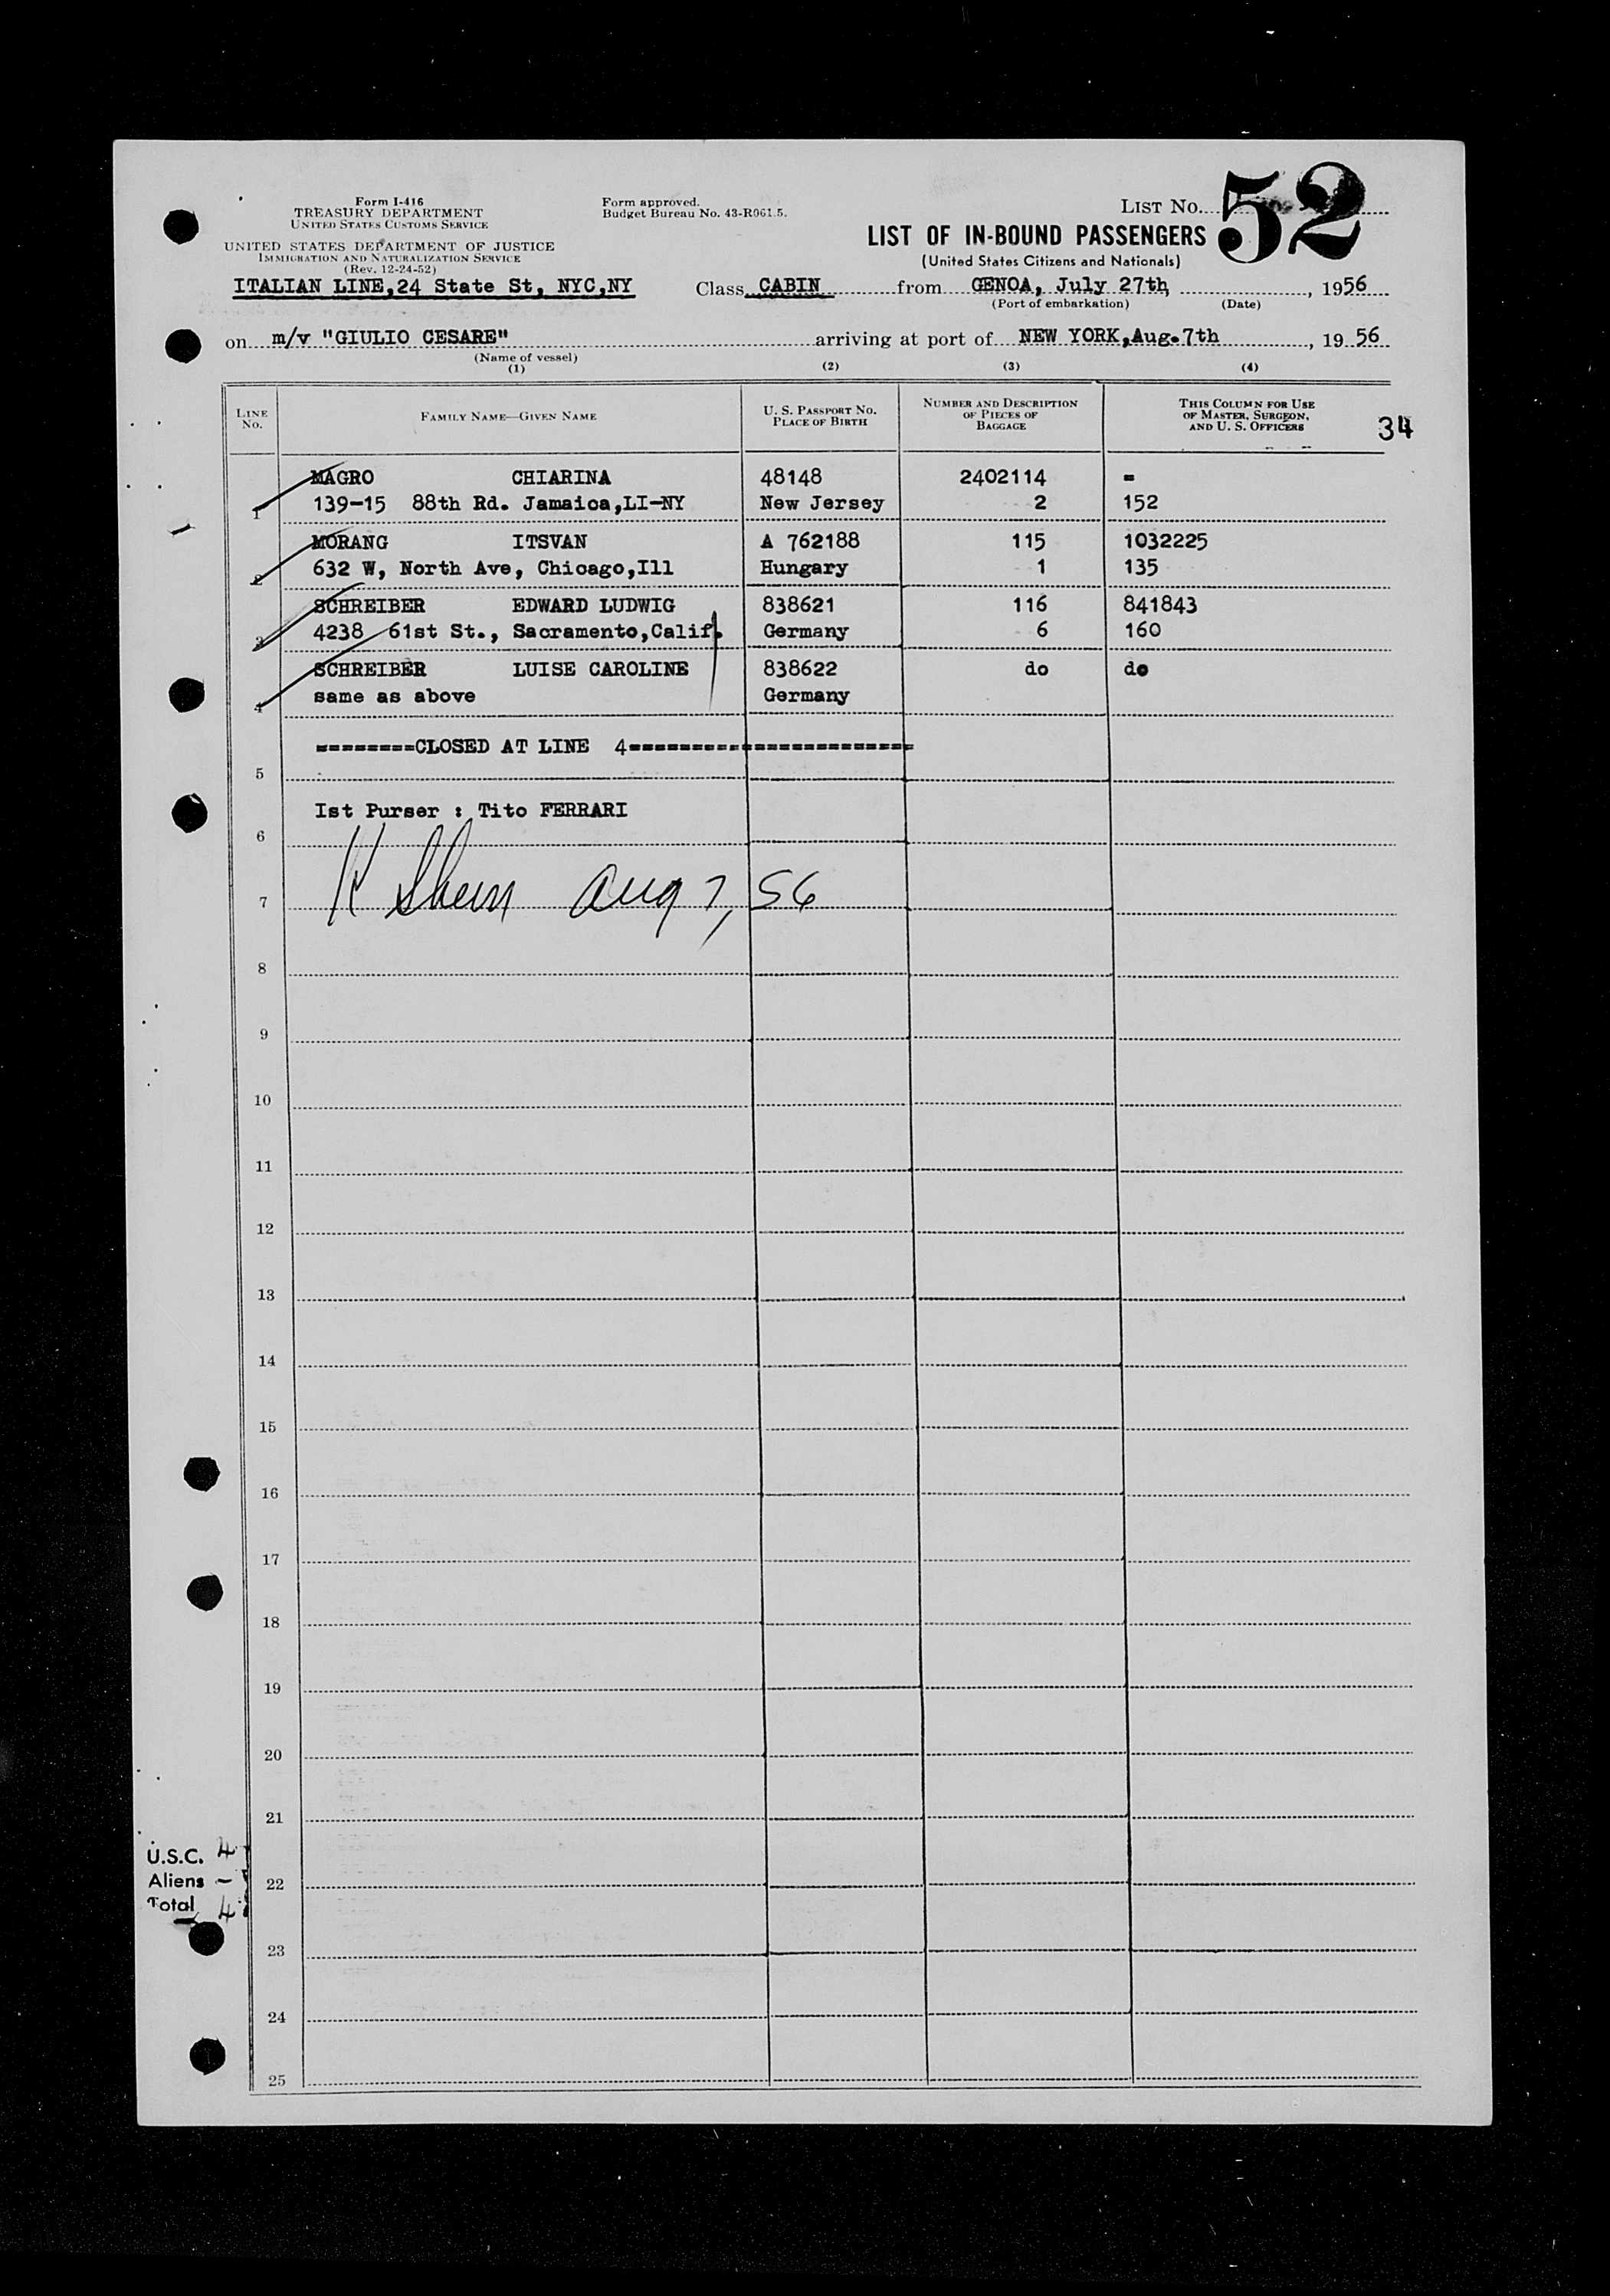 Form I-416
TREASURY DEPARTMENT
UNITED STATES CUSTOMS SERVICE
UNITED STATES DEPARTMENT OF JUSTICE
IMMIGRATION AND NATURALIZATION SERVICE
(Rev. 12-24-52)
Form approved.
Budget Bureau No. 43-R061.5.
LIST NO. 52
LIST OF IN-BOUND PASSENGERS
(United States Citizens and Nationals)
ITALIAN LINE,24 State St, NYC,NY Class CABIN from GENOA, July 27th, , 1956
(Port of embarkation) (Date)
on m/v "GIULIO CESARE" arriving at port of NEW YORK,Aug.7th , 19 56
(Name of vessel)
(1) (2) (3) (4)
LINE NO. FAMILY NAME—GIVEN NAME U. S. PASSPORT NO. PLACE OF BIRTH NUMBER AND DESCRIPTION OF PIECES OF BAGGAGE THIS COLUMN FOR USE OF MASTER, SURGEON, AND U. S. OFFICERS 34
MAGRO CHIARINA 48148 2402114 =
1 139-15 88th Rd. Jamaica,LI-NY New Jersey 2 152
MORANG ITSVAN A 762188 115 1032225
2 632 W, North Ave, Chicago,Ill Hungary 1 135
SCHREIBER EDWARD LUDWIG 838621 116 841843
3 4238 61st St., Sacramento,Calif. Germany 6 160
SCHREIBER LUISE CAROLINE 838622 do do
4 same as above Germany
========CLOSED AT LINE 4=======================
5
Ist Purser : Tito FERRARI
6
7 Aug 7, 56
8
9
10
11
12
13
14
15
16
17
18
19
20
21
U.S.C. 4
Aliens - 22
Total 4
23
24
25